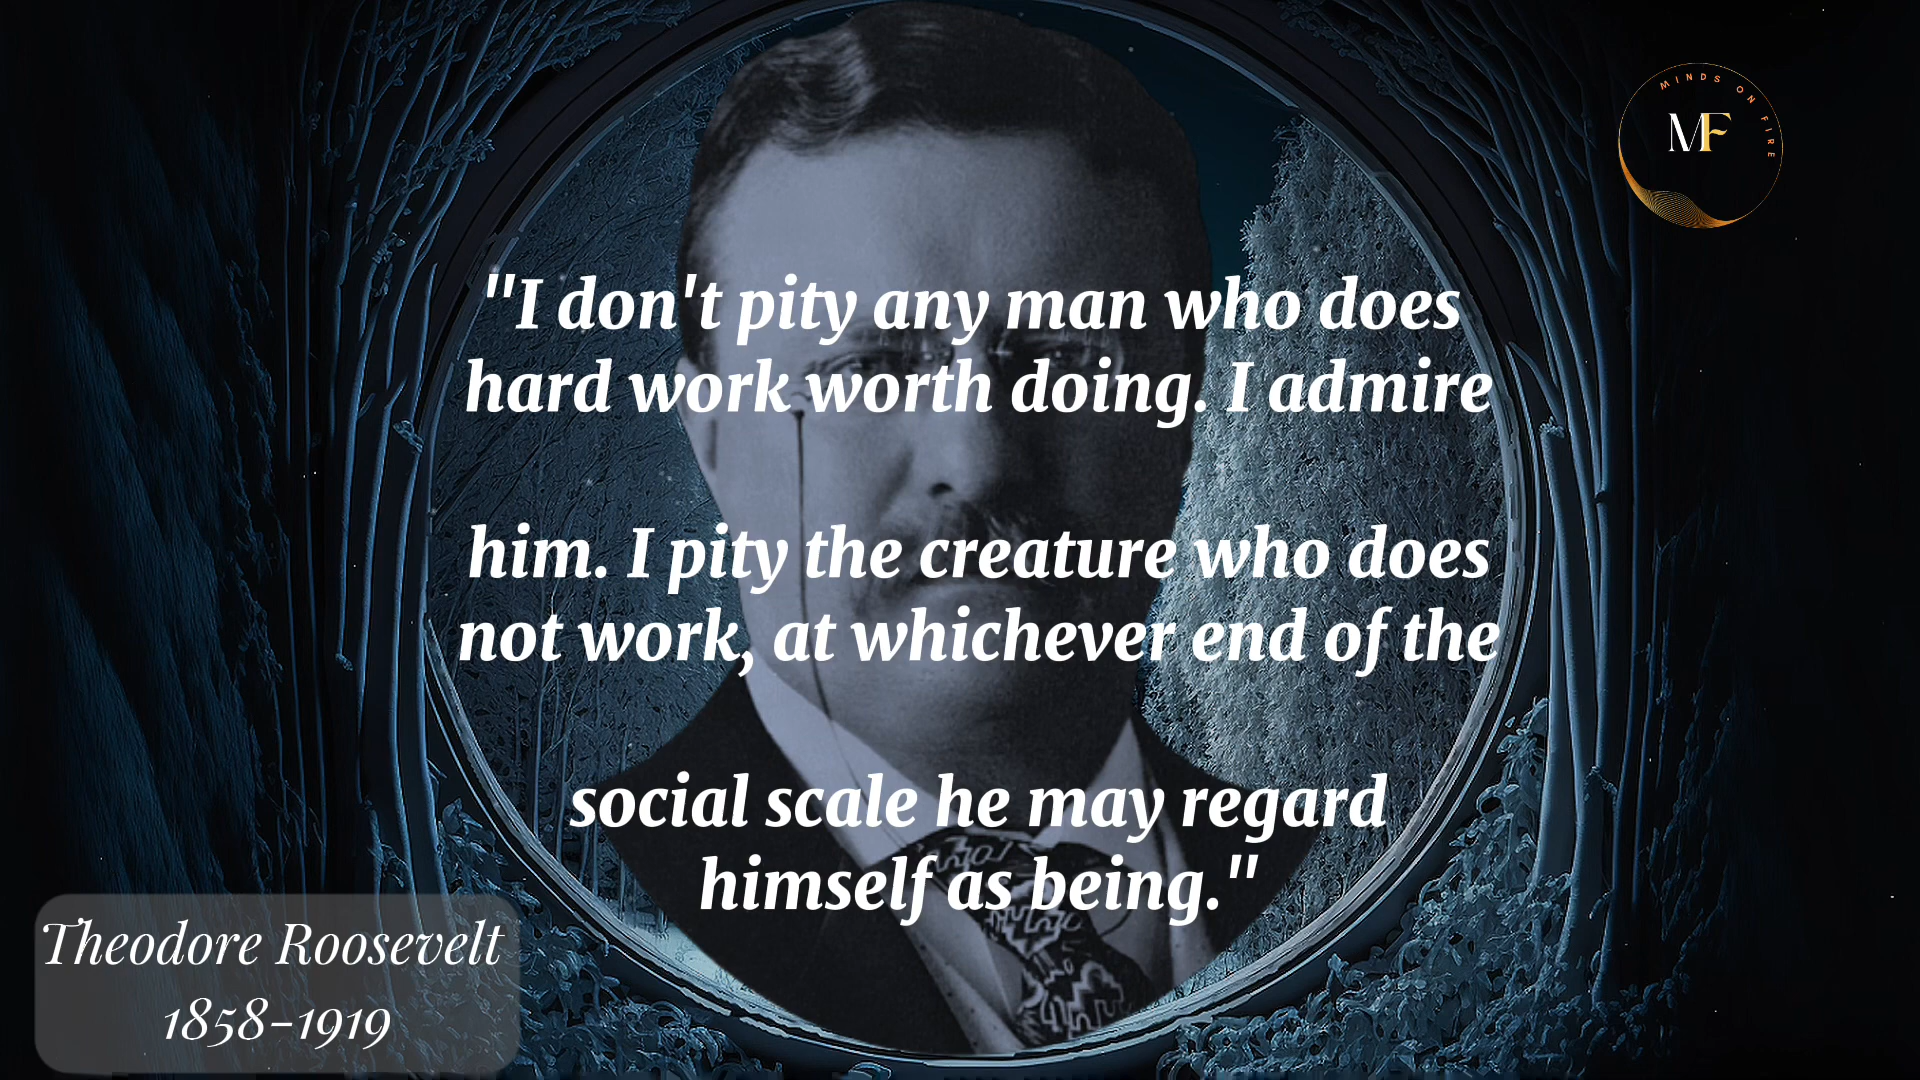 MINDS ON FIRE
MF
"I don't pity any man who does
hard work worth doing. I admire
him. I pity the creature who does
not work, at whichever end of the
social scale he may regard
himself as being."
Theodore Roosevelt
1858-1919